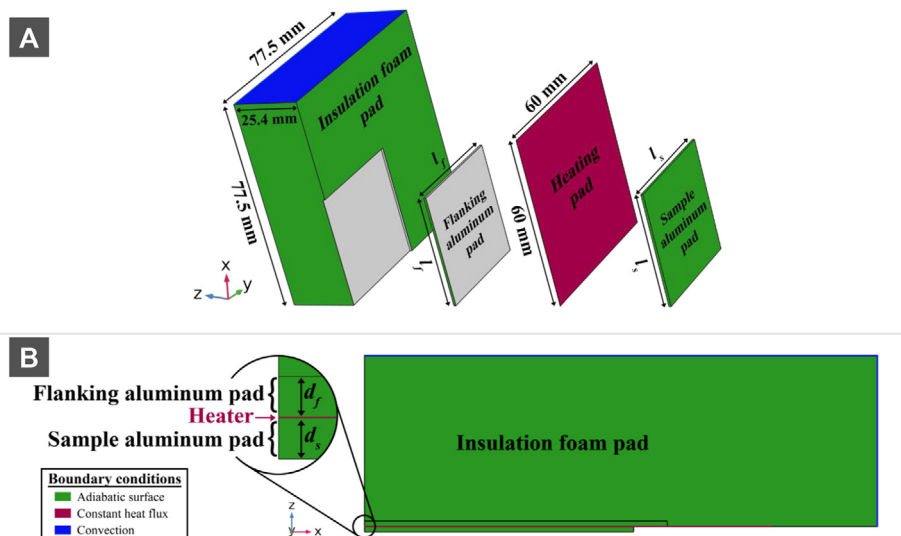 A
77.5 mm
25.4 mm
77.5 mm
Insulation foam
pad
l_f
l_f
Flanking
aluminum
pad
60 mm
60 mm
Heating
pad
l_s
l_s
Sample
aluminum
pad
x
y
z
B
Flanking aluminum pad
Heater
Sample aluminum pad
d_f
d_s
Insulation foam pad
Boundary conditions
Adiabatic surface
Constant heat flux
Convection
z
y
x